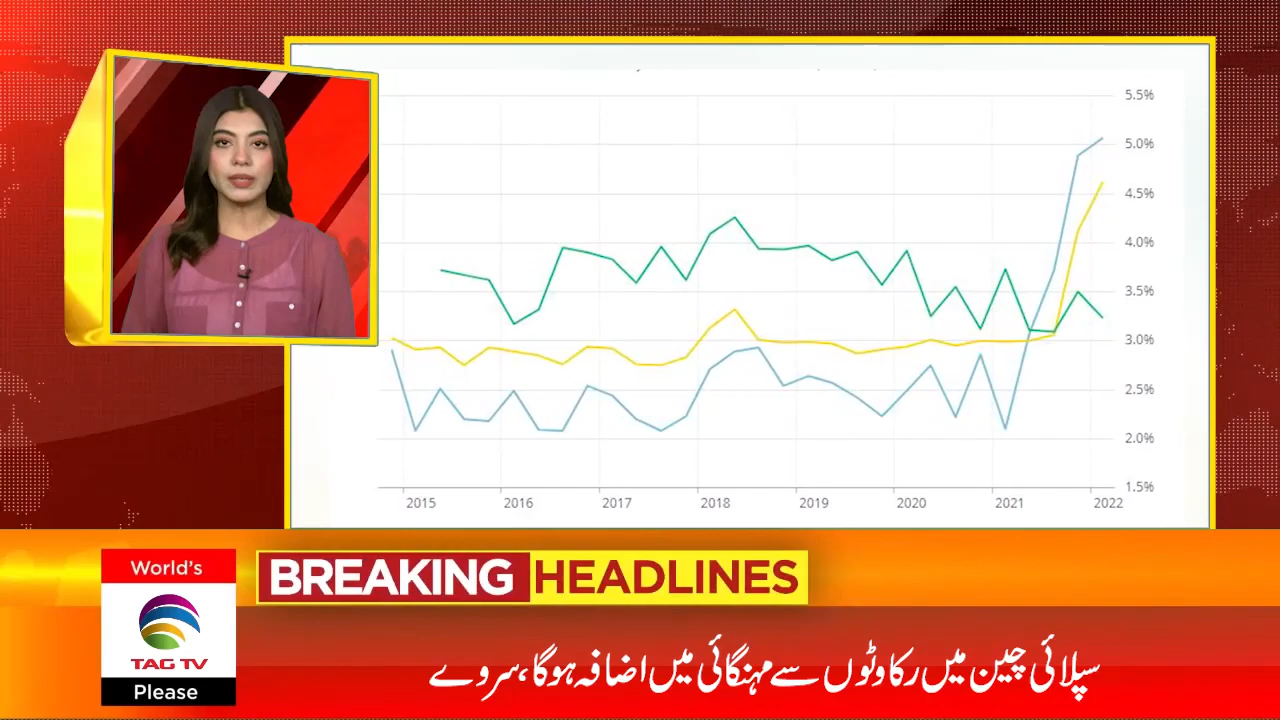 5.5%
5.0%
4.5%
4.0%
3.5%
3.0%
2.5%
2.0%
1.5%
2015 2016 2017 2018 2019 2020 2021 2022
World's
TAG TV
Please
BREAKING HEADLINES
سپلائی چین میں رکاوٹوں سے مہنگائی میں اضافہ ہوگا، سروے